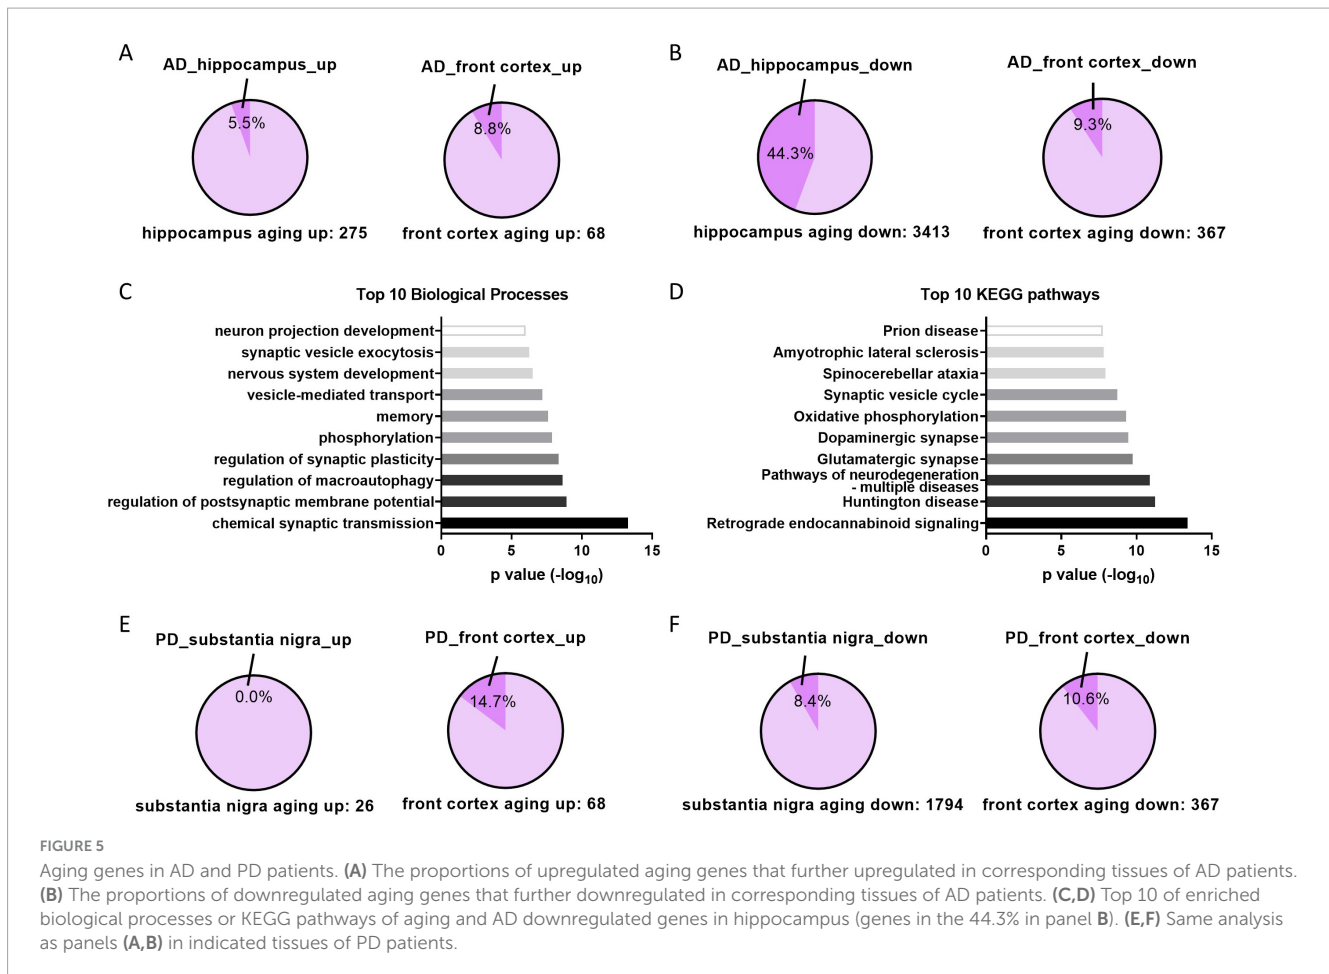 A
AD_hippocampus_up
5.5%
hippocampus aging up: 275
AD_front cortex_up
8.8%
front cortex aging up: 68
B
AD_hippocampus_down
44.3%
hippocampus aging down: 3413
AD_front cortex_down
9.3%
front cortex aging down: 367
C
Top 10 Biological Processes
neuron projection development
synaptic vesicle exocytosis
nervous system development
vesicle-mediated transport
memory
phosphorylation
regulation of synaptic plasticity
regulation of macroautophagy
regulation of postsynaptic membrane potential
chemical synaptic transmission
0 5 10 15
p value (-log10)
D
Top 10 KEGG pathways
Prion disease
Amyotrophic lateral sclerosis
Spinocerebellar ataxia
Synaptic vesicle cycle
Oxidative phosphorylation
Dopaminergic synapse
Glutamatergic synapse
Pathways of neurodegeneration
- multiple diseases
Huntington disease
Retrograde endocannabinoid signaling
0 5 10 15
p value (-log10)
E
PD_substantia nigra_up
0.0%
substantia nigra aging up: 26
PD_front cortex_up
14.7%
front cortex aging up: 68
F
PD_substantia nigra_down
8.4%
substantia nigra aging down: 1794
PD_front cortex_down
10.6%
front cortex aging down: 367
FIGURE 5
Aging genes in AD and PD patients. (A) The proportions of upregulated aging genes that further upregulated in corresponding tissues of AD patients.
(B) The proportions of downregulated aging genes that further downregulated in corresponding tissues of AD patients. (C,D) Top 10 of enriched
biological processes or KEGG pathways of aging and AD downregulated genes in hippocampus (genes in the 44.3% in panel B). (E,F) Same analysis
as panels (A,B) in indicated tissues of PD patients.